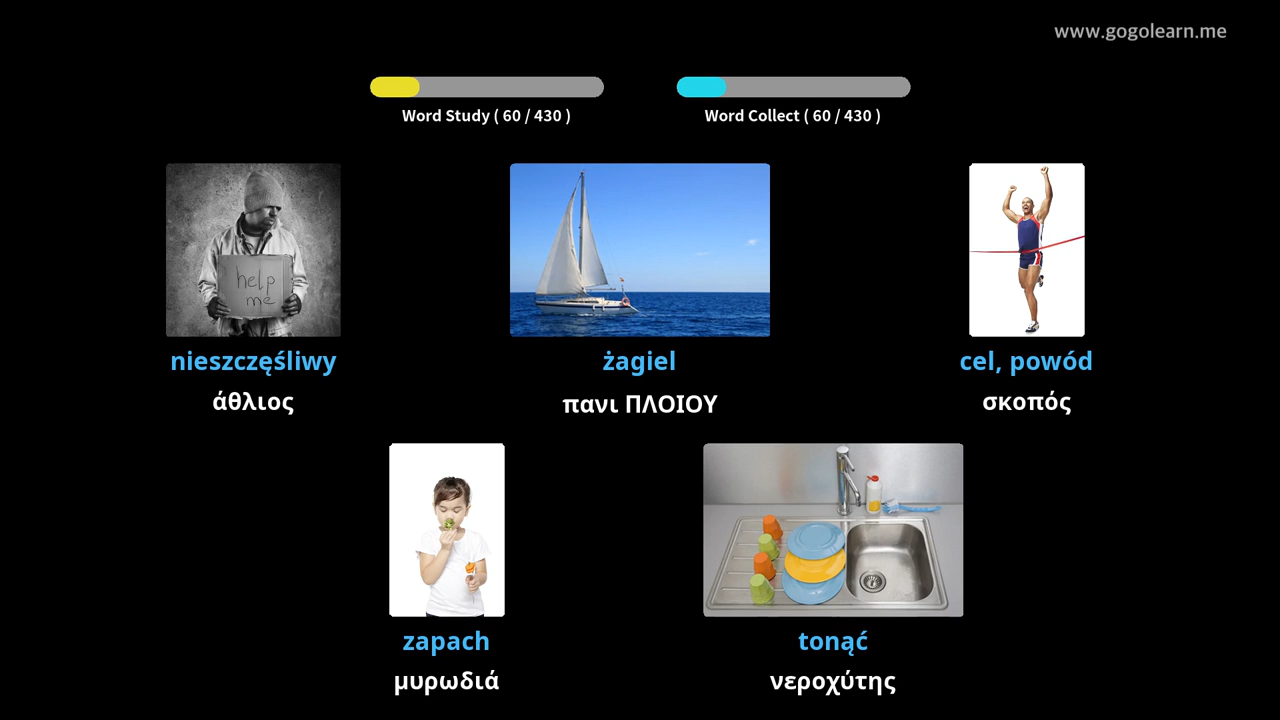 www.gogolearn.me
Word Study ( 60 / 430 )
Word Collect ( 60 / 430 )
help
me
nieszczęśliwy
άθλιος
żagiel
πανι ΠΛΟΙΟΥ
cel, powód
σκοπός
zapach
μυρωδιά
tonąć
νεροχύτης